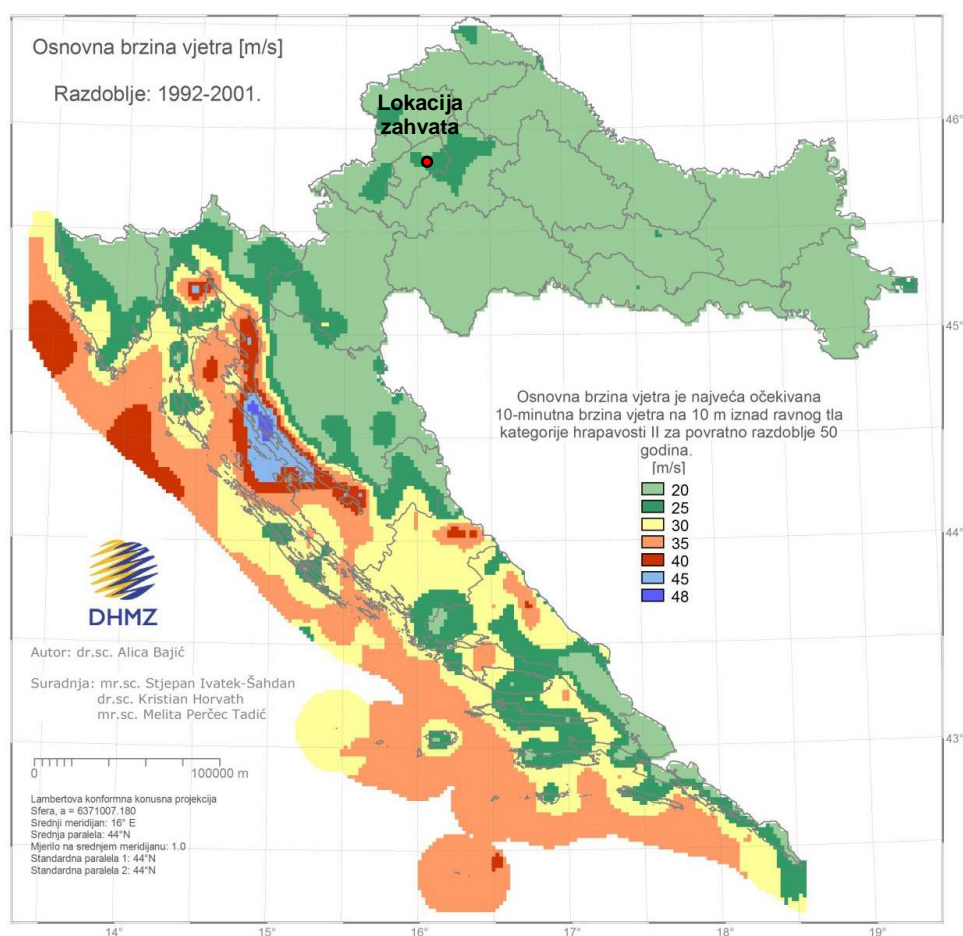 Osnovna brzina vjetra [m/s]
Razdoblje: 1992-2001.
Lokacija
zahvata
46°
45°
Osnovna brzina vjetra je najveća očekivana
10-minutna brzina vjetra na 10 m iznad ravnog tla
kategorije hrapavosti II za povratno razdoblje 50
godina.
[m/s]
20
25
30
35
40
45
48
44°
DHMZ
Autor: dr.sc. Alica Bajić
Suradnja: mr.sc. Stjepan Ivatek-Šahdan
dr.sc. Kristian Horvath
mr.sc. Melita Perčec Tadić
43°
0 100000 m
Lambertova konformna konusna projekcija
Sfera, a = 6371007.180
Srednji meridijan: 16° E
Srednja paralela: 44°N
Mjerilo na srednjem meridijanu: 1.0
Standardna paralela 1: 44°N
Standardna paralela 2: 44°N
14° 15° 16° 17° 18° 19°